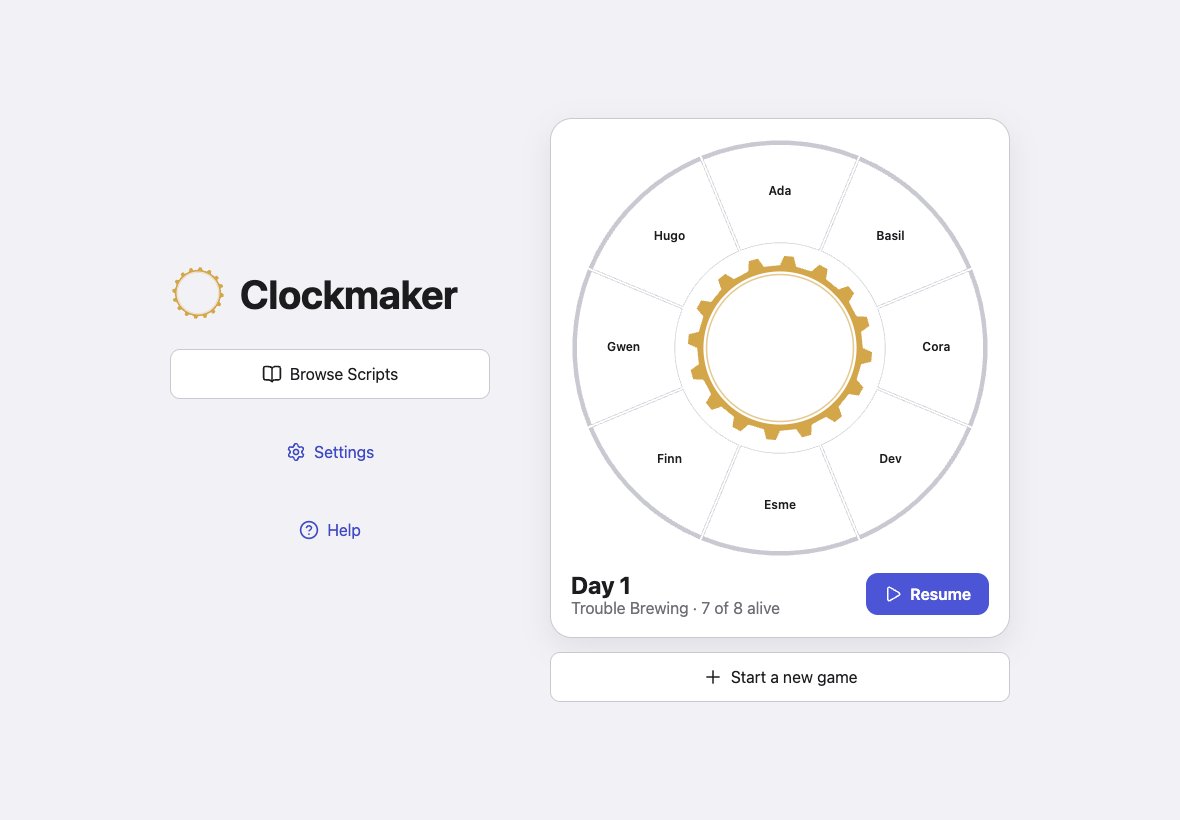 Clockmaker
Browse Scripts
Settings
Help
Ada
Basil
Cora
Dev
Esme
Finn
Gwen
Hugo
Day 1
Trouble Brewing · 7 of 8 alive
Resume
Start a new game